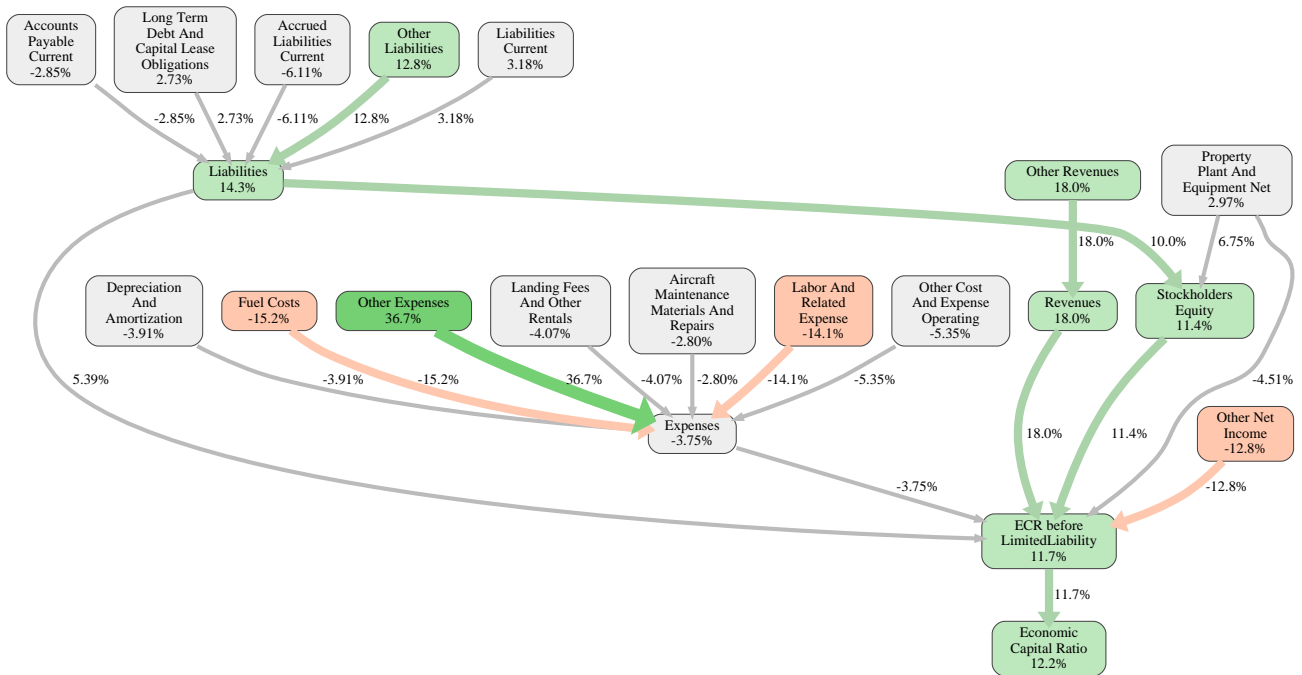 Accounts
Payable
Current
-2.85%
Long Term
Debt And
Capital Lease
Obligations
2.73%
Accrued
Liabilities
Current
-6.11%
Other
Liabilities
12.8%
Liabilities
Current
3.18%
-2.85%
2.73%
-6.11%
12.8%
3.18%
Liabilities
14.3%
Other Revenues
18.0%
Property
Plant And
Equipment Net
2.97%
18.0%
10.0%
6.75%
Depreciation
And
Amortization
-3.91%
Fuel Costs
-15.2%
Other Expenses
36.7%
Landing Fees
And Other
Rentals
-4.07%
Aircraft
Maintenance
Materials And
Repairs
-2.80%
Labor And
Related
Expense
-14.1%
Other Cost
And Expense
Operating
-5.35%
Revenues
18.0%
Stockholders
Equity
11.4%
5.39%
-3.91%
-15.2%
36.7%
-4.07%
-2.80%
-14.1%
-5.35%
-4.51%
Expenses
-3.75%
18.0%
11.4%
Other Net
Income
-12.8%
-3.75%
-12.8%
ECR before
LimitedLiability
11.7%
11.7%
Economic
Capital Ratio
12.2%